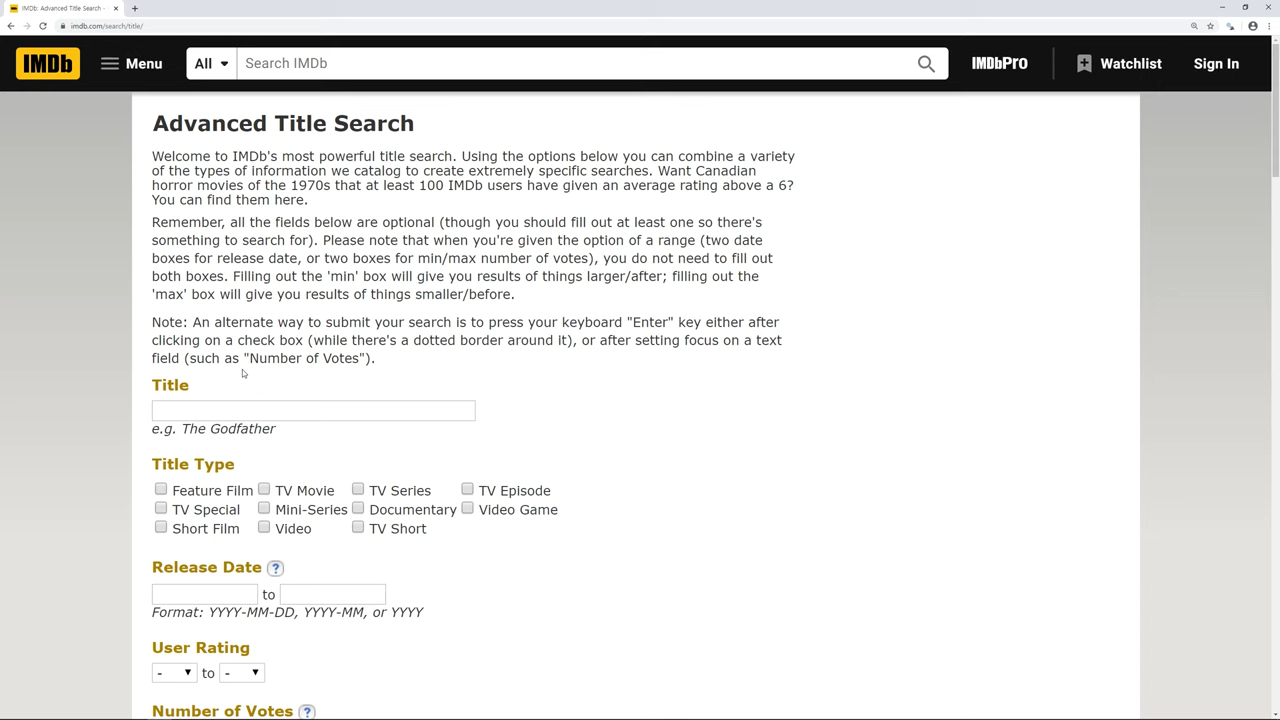 IMDb: Advanced Title Search -
imdb.com/search/title/
IMDb
Menu
All
Search IMDb
IMDbPro
Watchlist
Sign In
Advanced Title Search
Welcome to IMDb's most powerful title search. Using the options below you can combine a variety
of the types of information we catalog to create extremely specific searches. Want Canadian
horror movies of the 1970s that at least 100 IMDb users have given an average rating above a 6?
You can find them here.
Remember, all the fields below are optional (though you should fill out at least one so there's
something to search for). Please note that when you're given the option of a range (two date
boxes for release date, or two boxes for min/max number of votes), you do not need to fill out
both boxes. Filling out the 'min' box will give you results of things larger/after; filling out the
'max' box will give you results of things smaller/before.
Note: An alternate way to submit your search is to press your keyboard "Enter" key either after
clicking on a check box (while there's a dotted border around it), or after setting focus on a text
field (such as "Number of Votes").
Title
e.g. The Godfather
Title Type
Feature Film TV Movie TV Series TV Episode
TV Special Mini-Series Documentary Video Game
Short Film Video TV Short
Release Date ?
to
Format: YYYY-MM-DD, YYYY-MM, or YYYY
User Rating
- to -
Number of Votes ?